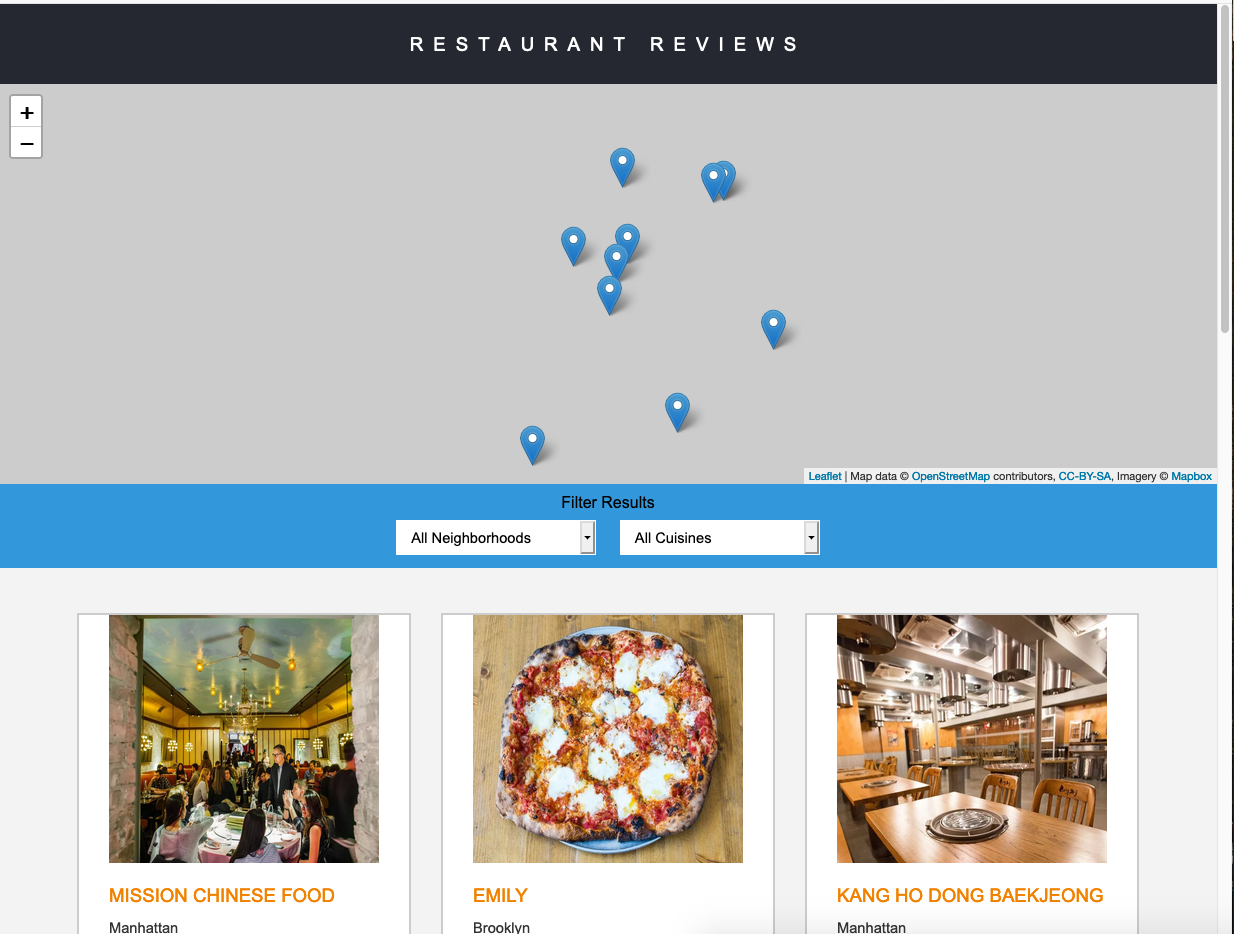 RESTAURANT REVIEWS
+
−
Leaflet | Map data © OpenStreetMap contributors, CC-BY-SA, Imagery © Mapbox
Filter Results
All Neighborhoods All Cuisines
MISSION CHINESE FOOD EMILY KANG HO DONG BAEKJEONG
Manhattan Brooklyn Manhattan